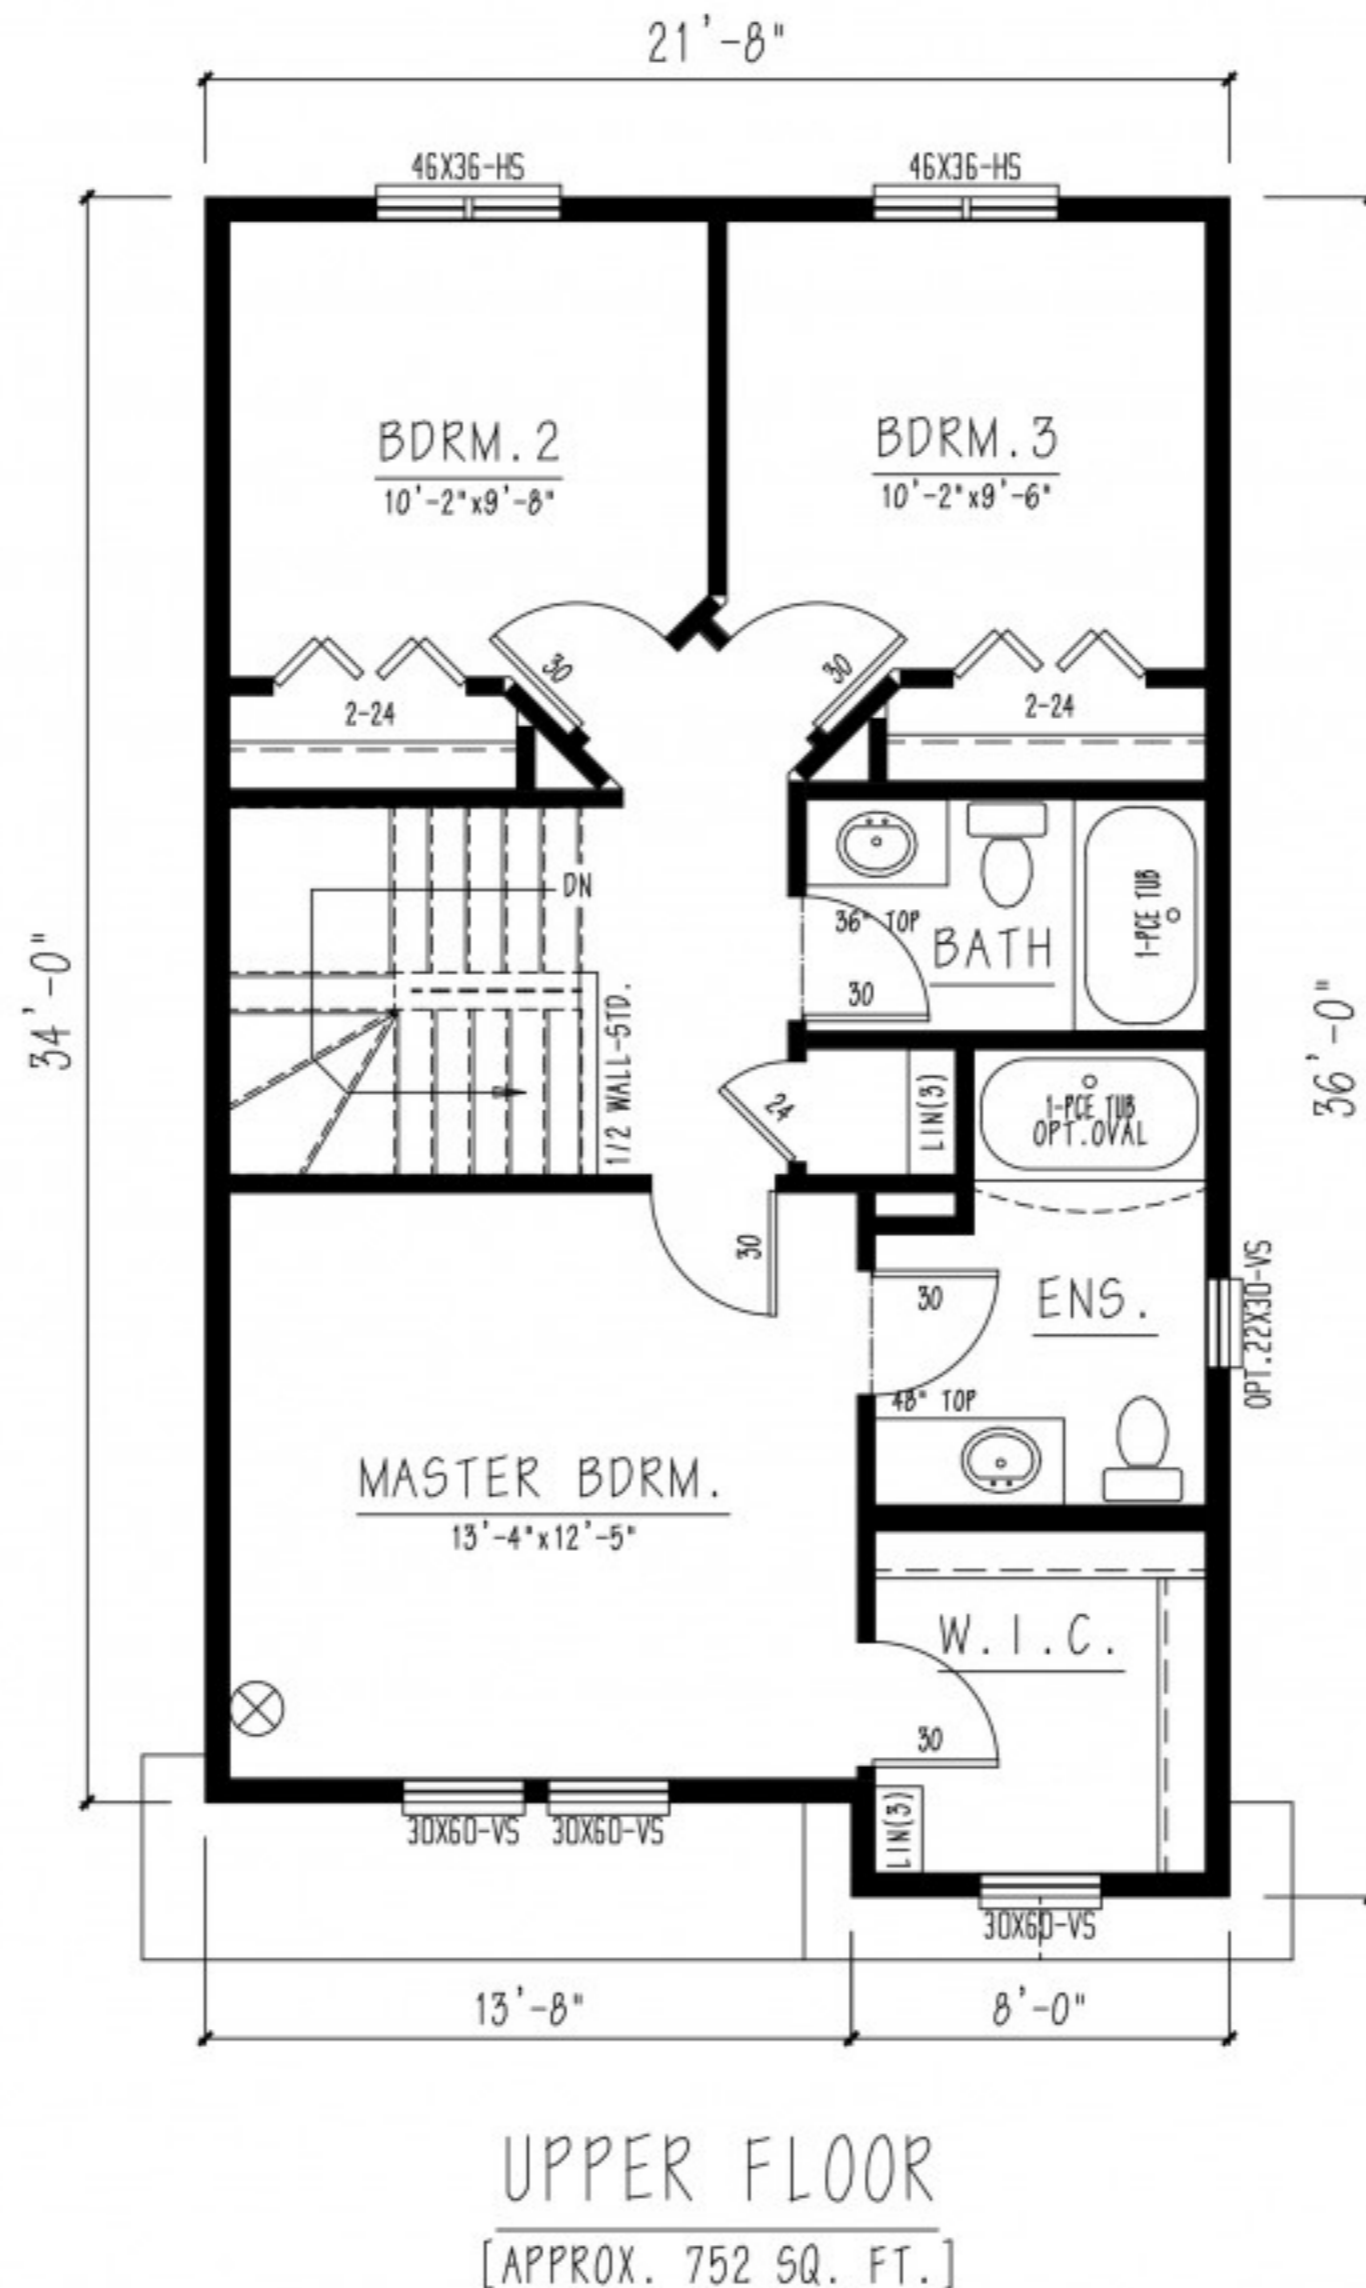 21'-8"
46X36-HS
46X36-HS
BDRM.2
10'-2"x9'-8"
BDRM.3
10'-2"x9'-6"
30
30
2-24
2-24
DN
36" TOP
BATH
1-PCE TUB
30
34'-0"
36'-0"
1/2 WALL-STD.
24
LIN(3)
1-PCE TUB
OPT.OVAL
30
30
ENS.
OPT.22X30-VS
48" TOP
MASTER BDRM.
13'-4"x12'-5"
W.I.C.
30
LIN(3)
30X60-VS
30X60-VS
30X60-VS
13'-8"
8'-0"
UPPER FLOOR
[APPROX. 752 SQ. FT.]